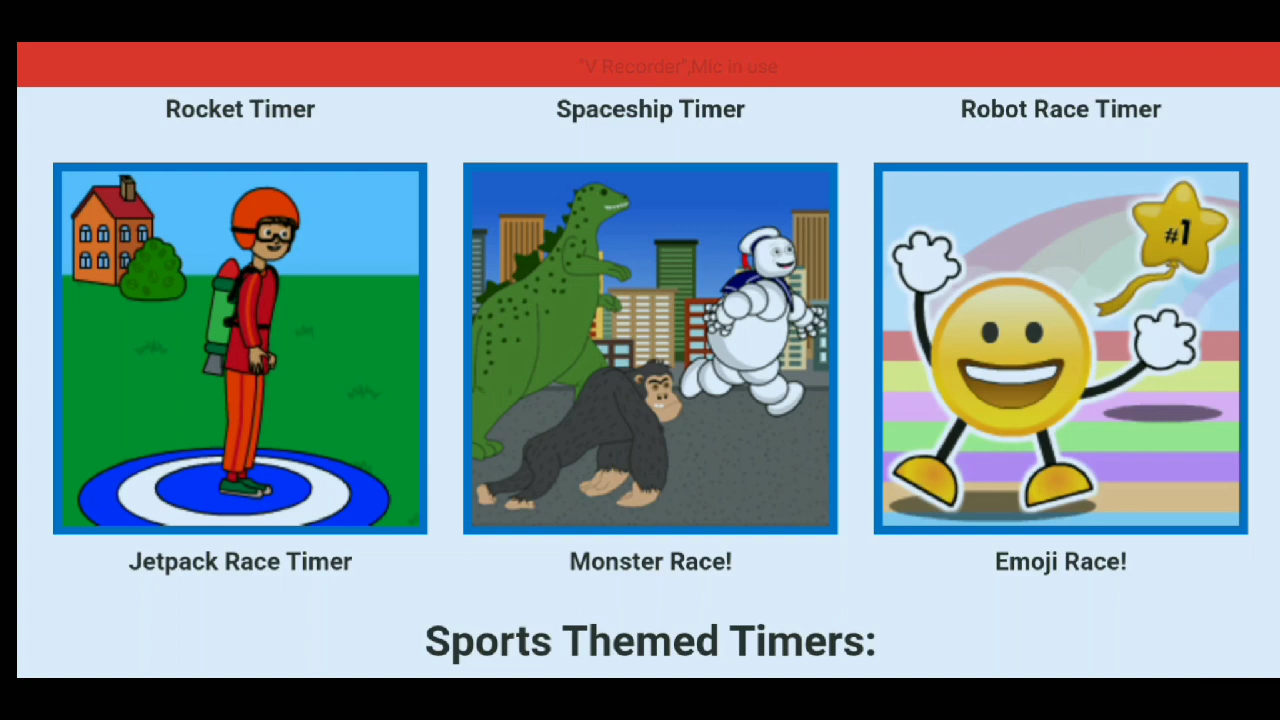 "V Recorder",Mic in use
Rocket Timer
Spaceship Timer
Robot Race Timer
#1
Jetpack Race Timer
Monster Race!
Emoji Race!
Sports Themed Timers: